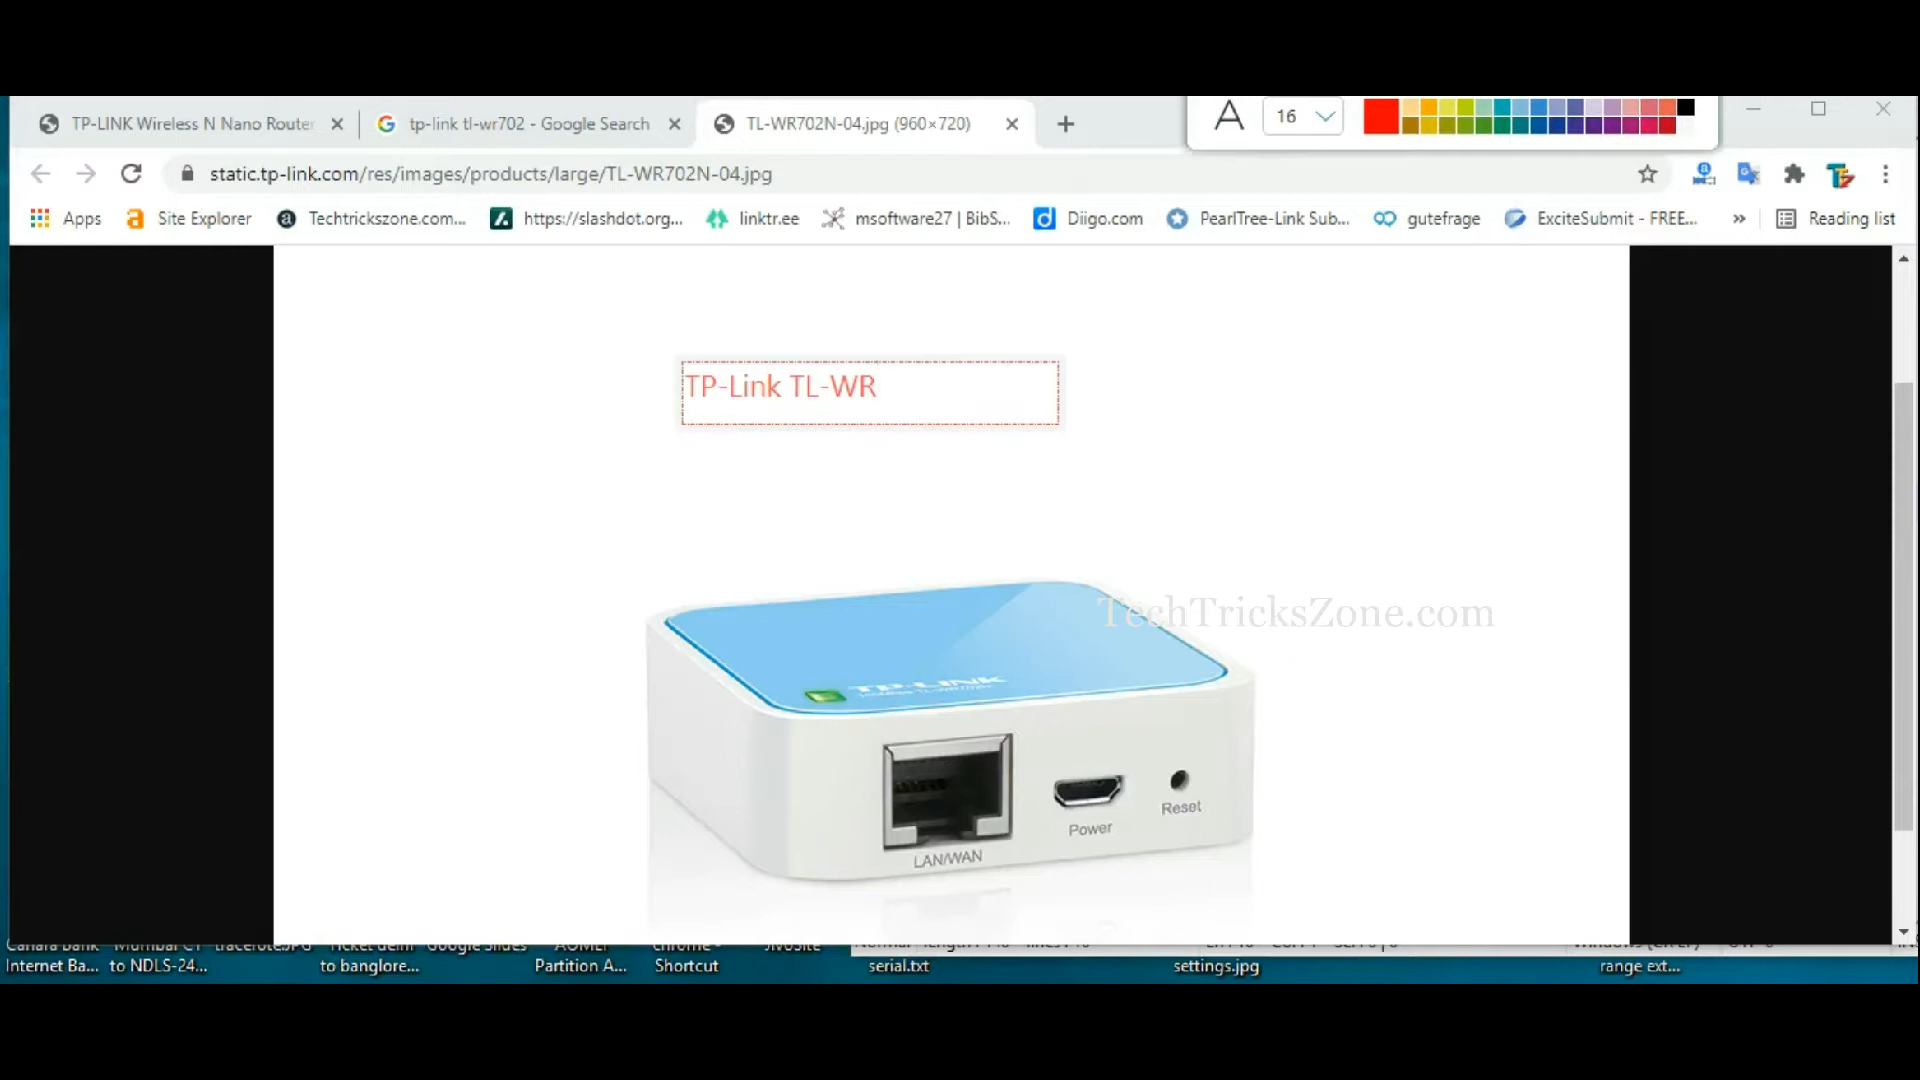 TP-LINK Wireless N Nano Router
tp-link tl-wr702 - Google Search
TL-WR702N-04.jpg (960×720)
A
16
static.tp-link.com/res/images/products/large/TL-WR702N-04.jpg
Apps
Site Explorer
Techtrickszone.com...
https://slashdot.org...
linktr.ee
msoftware27 | BibS...
Diigo.com
PearlTree-Link Sub...
gutefrage
ExciteSubmit - FREE...
»
Reading list
TP-Link TL-WR
TechTricksZone.com
TP-LINK
Reset
Power
LAN/WAN
Internet Ba...
to NDLS-24...
to banglore...
Google Slides
Partition A...
Shortcut
serial.txt
settings.jpg
range ext...